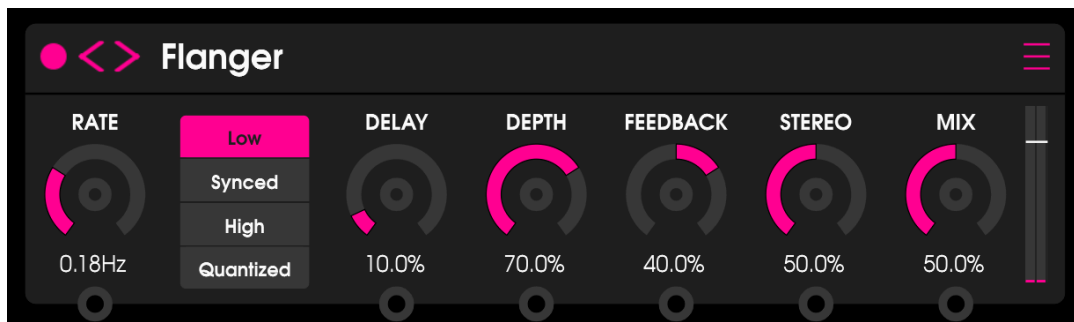 Flanger
RATE
0.18Hz
Low
Synced
High
Quantized
DELAY
10.0%
DEPTH
70.0%
FEEDBACK
40.0%
STEREO
50.0%
MIX
50.0%